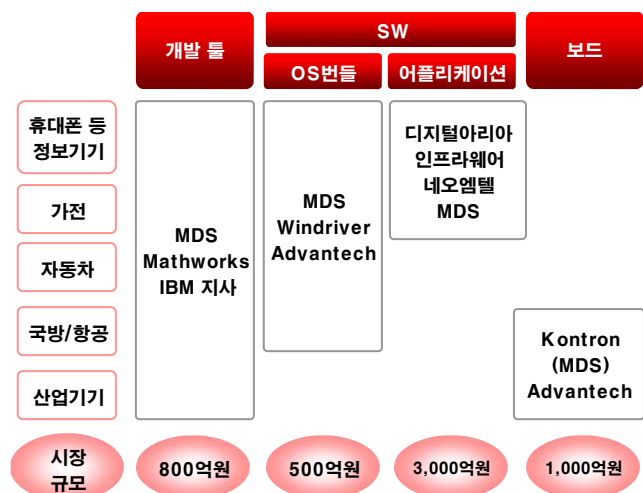 SW
개발 툴
보드
OS번들
어플리케이션
휴대폰 등
정보기기
가전
자동차
국방/항공
산업기기
MDS
Mathworks
IBM 지사
MDS
Windriver
Advantech
디지털아리아
인프라웨어
네오엠텔
MDS
Kontron
(MDS)
Advantech
시장
규모
800억원
500억원
3,000억원
1,000억원